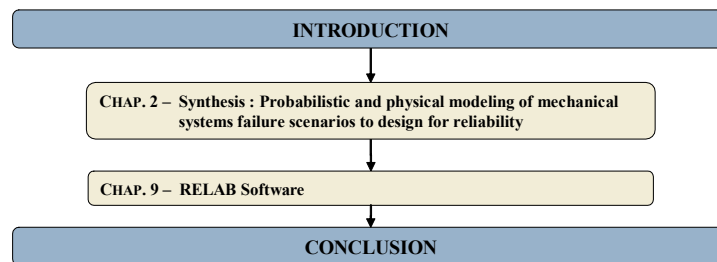 INTRODUCTION
CHAP. 2 – Synthesis : Probabilistic and physical modeling of mechanical
systems failure scenarios to design for reliability
CHAP. 9 – RELAB Software
CONCLUSION